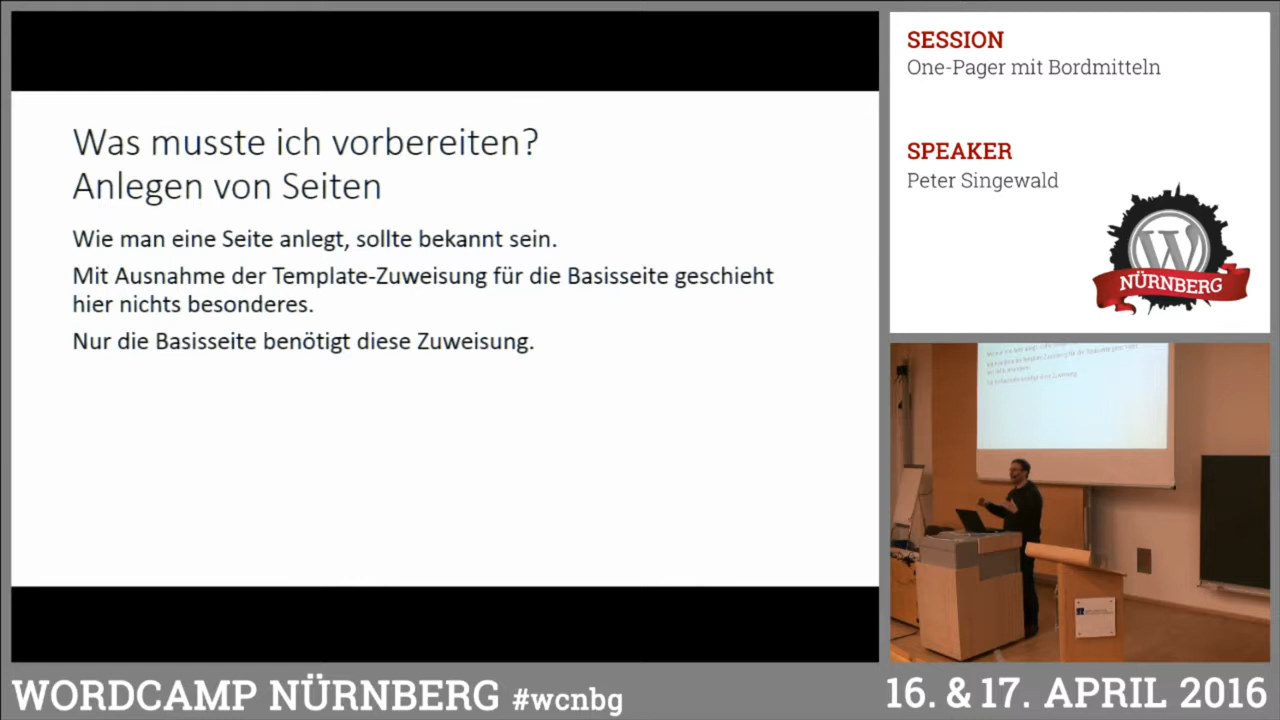 Was musste ich vorbereiten?
Anlegen von Seiten
Wie man eine Seite anlegt, sollte bekannt sein.
Mit Ausnahme der Template-Zuweisung für die Basisseite geschieht
hier nichts besonderes.
Nur die Basisseite benötigt diese Zuweisung.
SESSION
One-Pager mit Bordmitteln
SPEAKER
Peter Singewald
W
NÜRNBERG
WORDCAMP NÜRNBERG #wcnbg
16. & 17. APRIL 2016